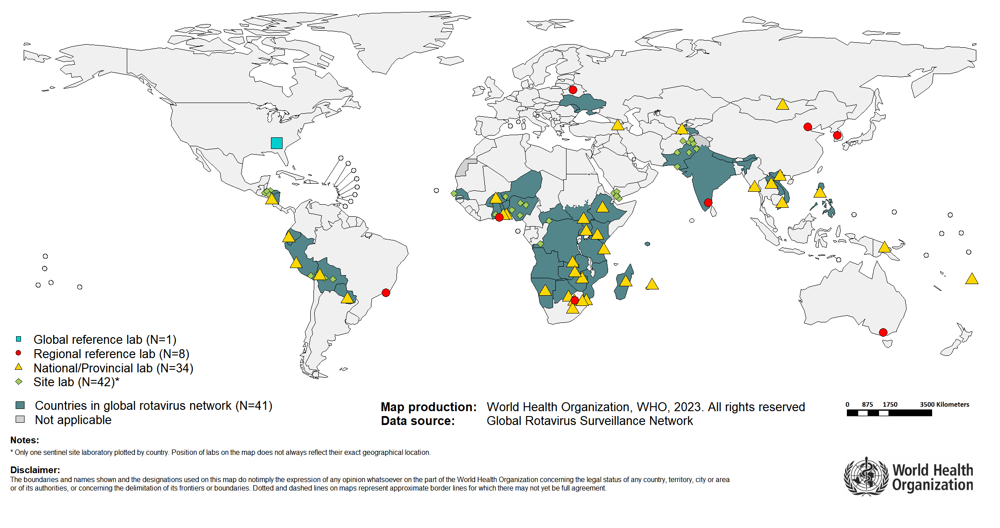 Global reference lab (N=1)
Regional reference lab (N=8)
National/Provincial lab (N=34)
Site lab (N=42)*
Countries in global rotavirus network (N=41)
Not applicable
Map production: World Health Organization, WHO, 2023. All rights reserved
Data source: Global Rotavirus Surveillance Network
0 875 1750 3500 Kilometers
Notes:
* Only one sentinel site laboratory plotted by country. Position of labs on the map does not always reflect their exact geographical location.
Disclaimer:
The boundaries and names shown and the designations used on this map do notimply the expression of any opinion whatsoever on the part of the World Health Organization concerning the legal status of any country, territory, city or area
or of its authorities, or concerning the delimitation of its frontiers or boundaries. Dotted and dashed lines on maps represent approximate border lines for which there may not yet be full agreement.
World Health
Organization